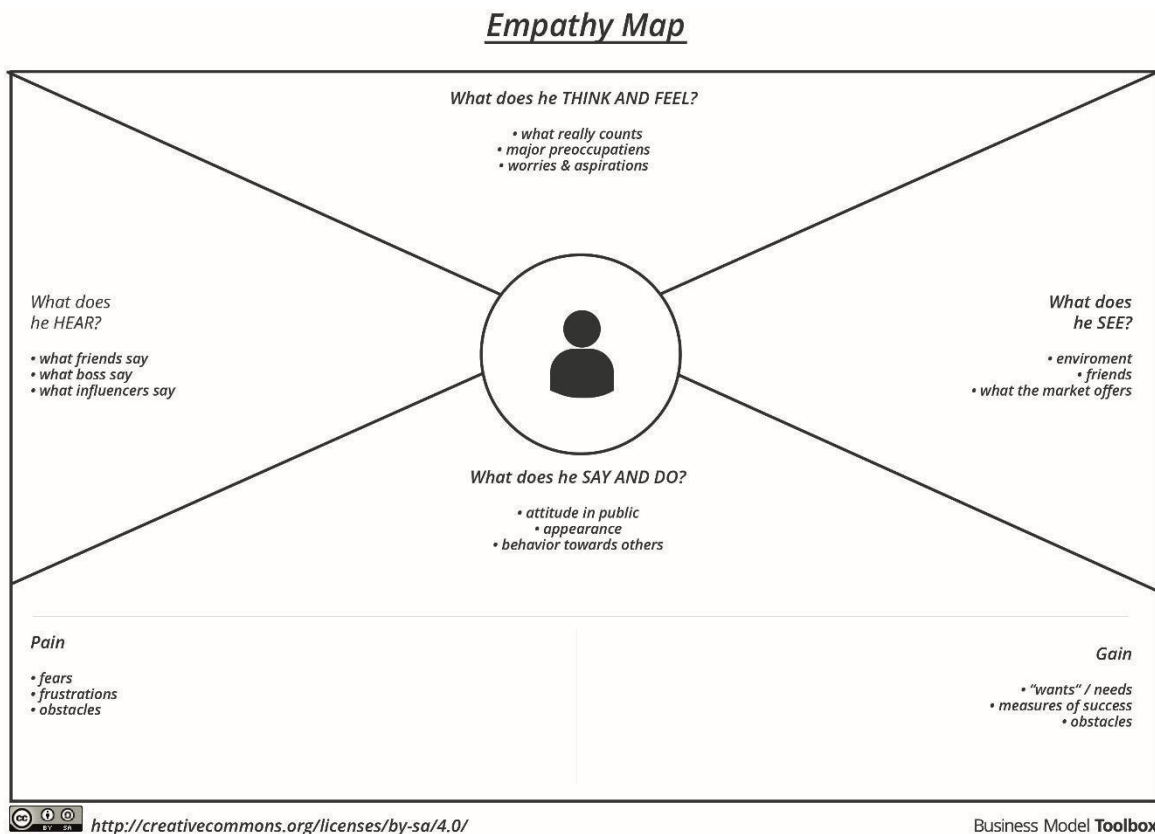 Empathy Map
What does he THINK AND FEEL?
• what really counts
• major preoccupatiens
• worries & aspirations
What does
he HEAR?
• what friends say
• what boss say
• what influencers say
What does
he SEE?
• enviroment
• friends
• what the market offers
What does he SAY AND DO?
• attitude in public
• appearance
• behavior towards others
Pain
• fears
• frustrations
• obstacles
Gain
• “wants“ / needs
• measures of success
• obstacles
cc BY SA
http://creativecommons.org/licenses/by-sa/4.0/
Business Model Toolbox